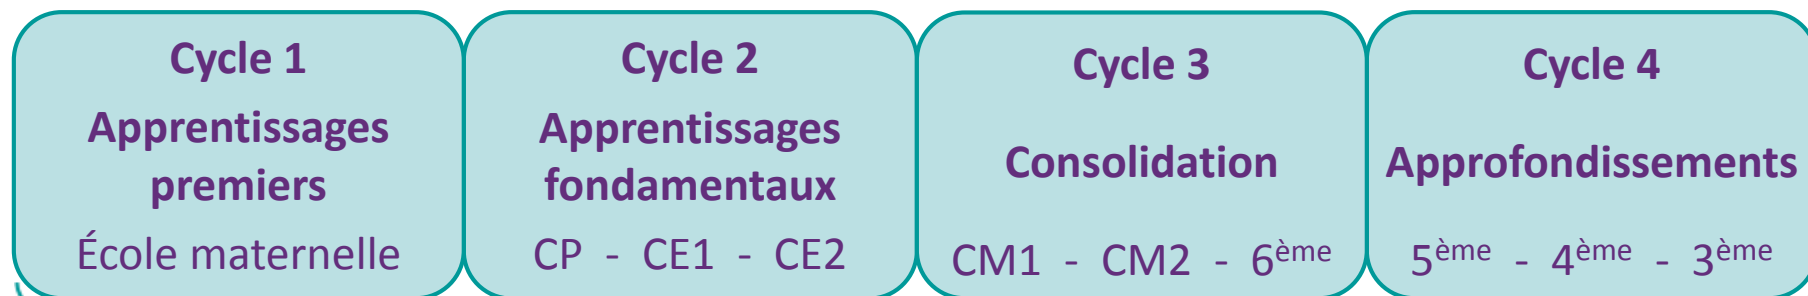 Cycle 1
Apprentissages
premiers
École maternelle
Cycle 2
Apprentissages
fondamentaux
CP - CE1 - CE2
Cycle 3
Consolidation
CM1 - CM2 - 6ème
Cycle 4
Approfondissements
5ème - 4ème - 3ème